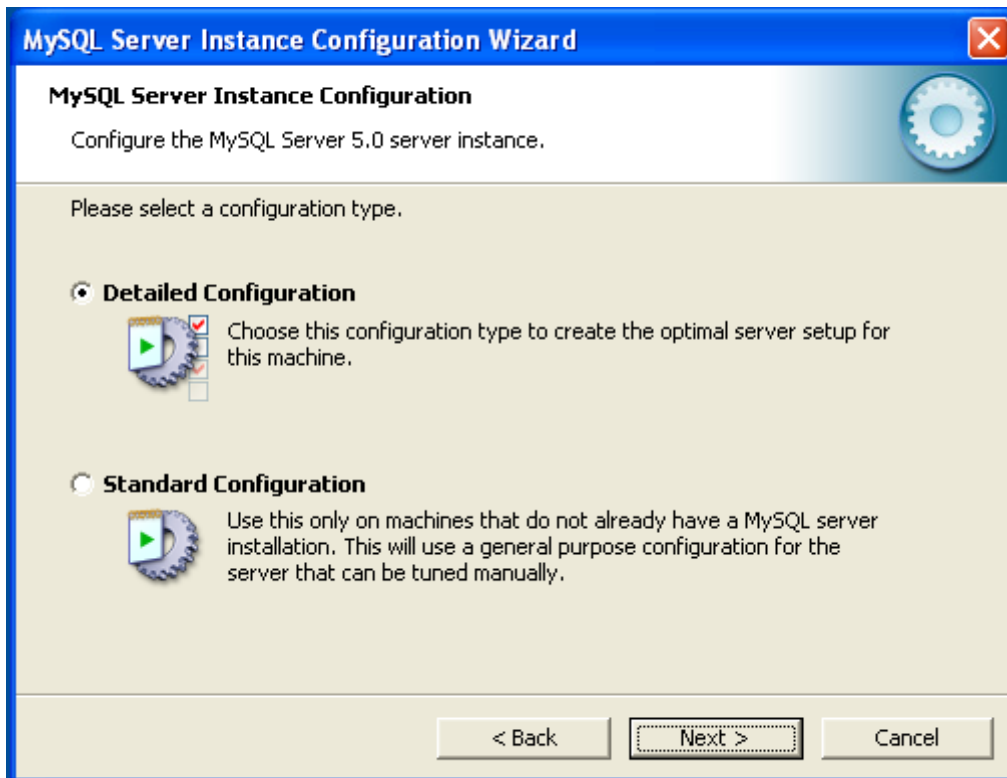 MySQL Server Instance Configuration Wizard
MySQL Server Instance Configuration
Configure the MySQL Server 5.0 server instance.
Please select a configuration type.
Detailed Configuration
Choose this configuration type to create the optimal server setup for
this machine.
Standard Configuration
Use this only on machines that do not already have a MySQL server
installation. This will use a general purpose configuration for the
server that can be tuned manually.
< Back Next > Cancel